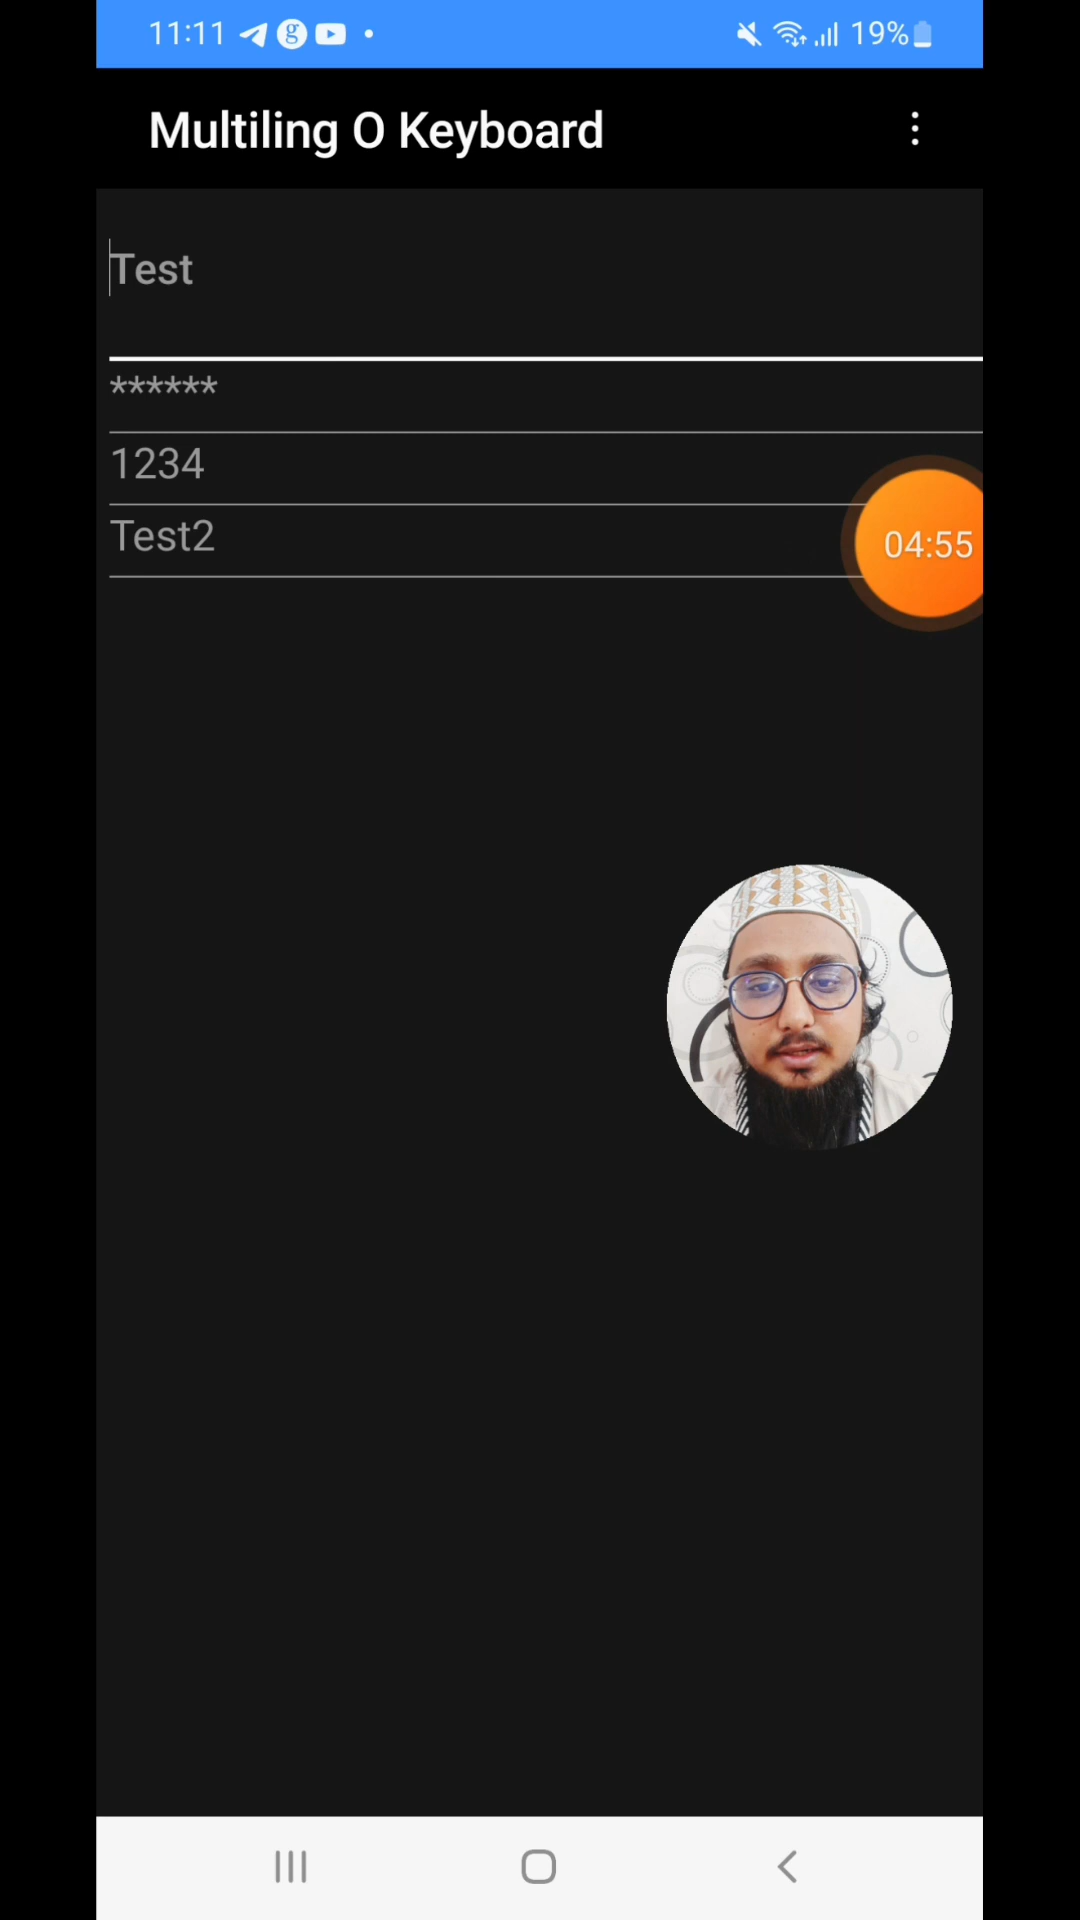 11:11 19%
Multiling O Keyboard
Test
******
1234
Test2
04:55